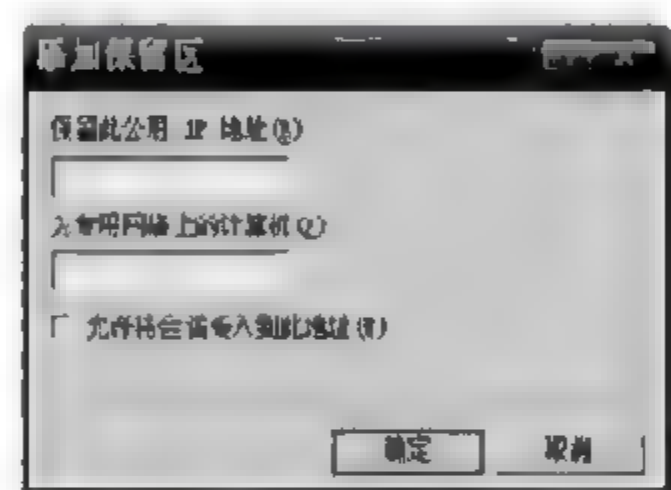 添加保留区
保留此公用 IP 地址(R)
为专用网络上的计算机(Q)
允许将会话传入到此地址(T)
确定 取消